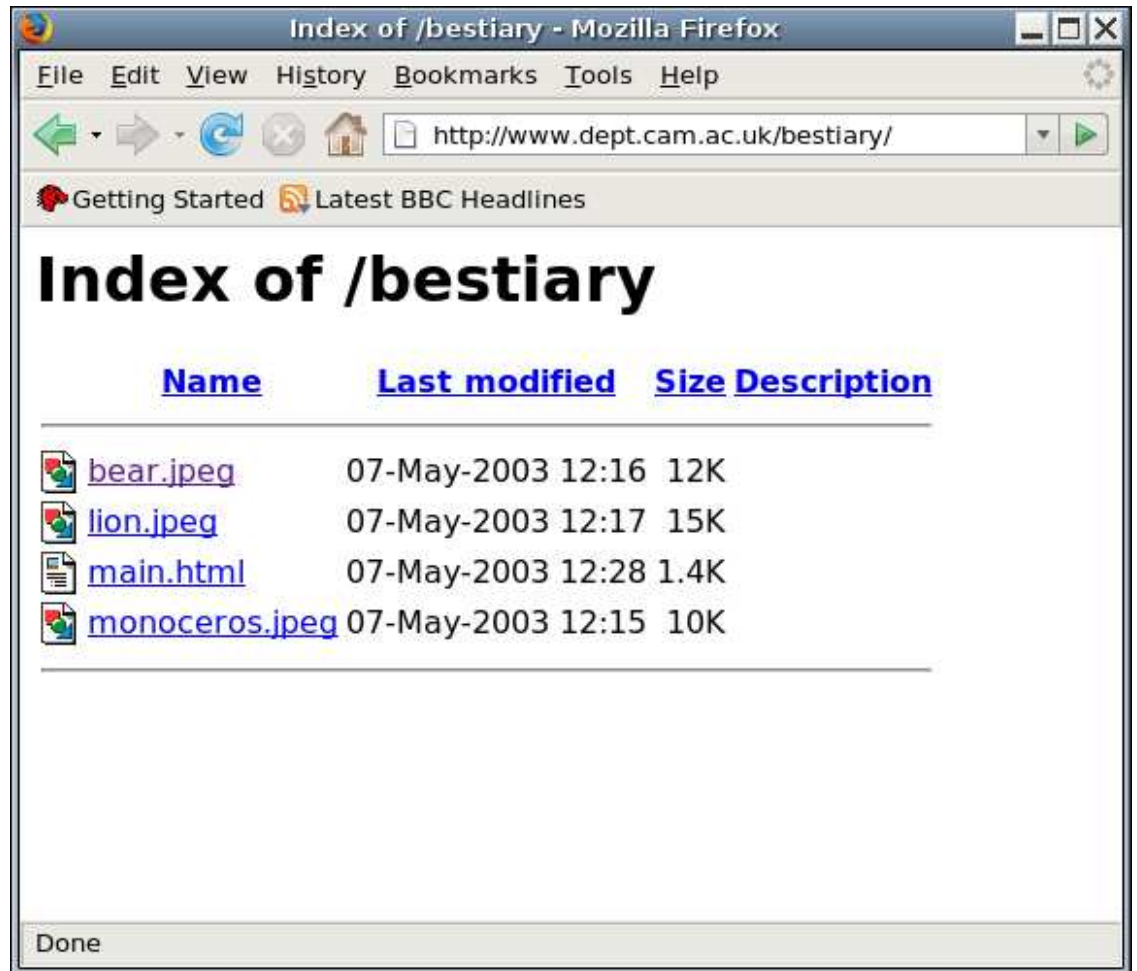 Index of /bestiary - Mozilla Firefox
File Edit View History Bookmarks Tools Help
http://www.dept.cam.ac.uk/bestiary/
Getting Started Latest BBC Headlines
Index of /bestiary
Name Last modified Size Description
bear.jpeg 07-May-2003 12:16 12K
lion.jpeg 07-May-2003 12:17 15K
main.html 07-May-2003 12:28 1.4K
monoceros.jpeg 07-May-2003 12:15 10K
Done